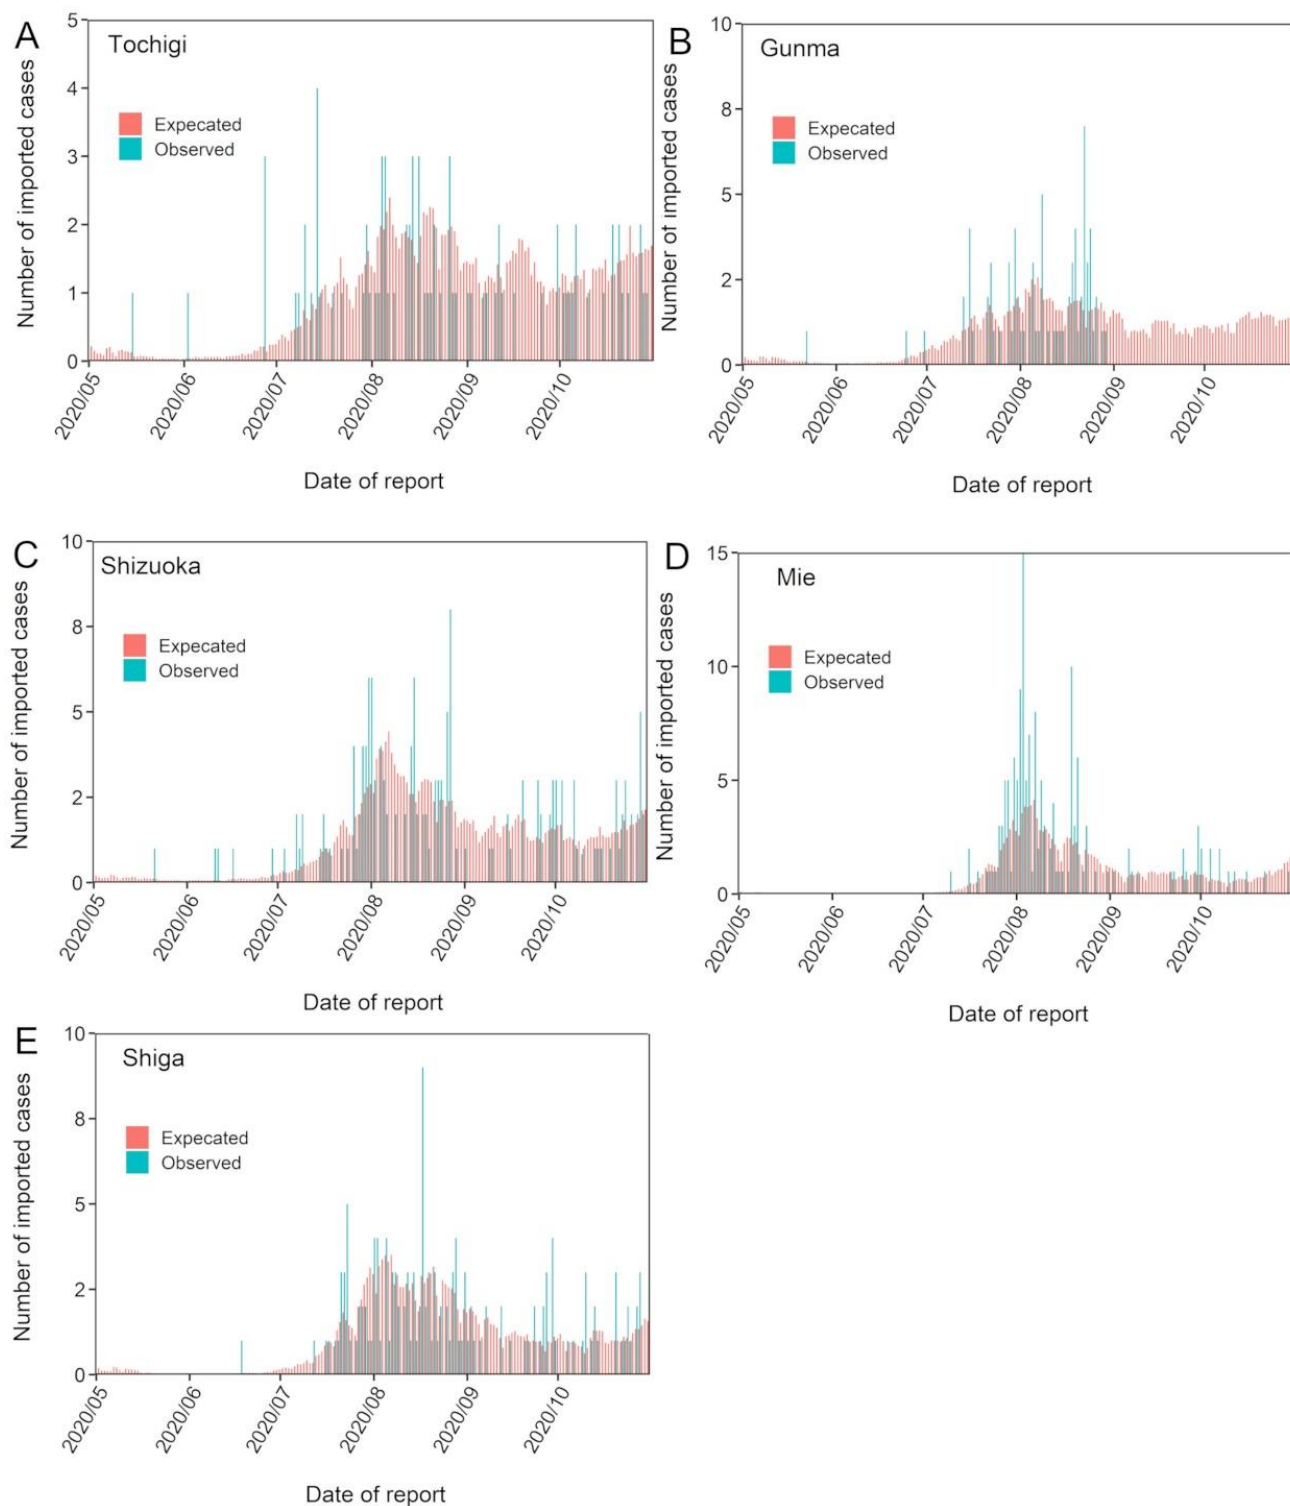 A
Tochigi
Number of imported cases
5
4
3
2
1
0
Expecated
Observed
2020/05
2020/06
2020/07
2020/08
2020/09
2020/10
Date of report
B
Gunma
Number of imported cases
10
8
5
2
0
Expecated
Observed
2020/05
2020/06
2020/07
2020/08
2020/09
2020/10
Date of report
C
Shizuoka
Number of imported cases
10
8
5
2
0
Expecated
Observed
2020/05
2020/06
2020/07
2020/08
2020/09
2020/10
Date of report
D
Mie
Number of imported cases
15
10
5
0
Expecated
Observed
2020/05
2020/06
2020/07
2020/08
2020/09
2020/10
Date of report
E
Shiga
Number of imported cases
10
8
5
2
0
Expecated
Observed
2020/05
2020/06
2020/07
2020/08
2020/09
2020/10
Date of report